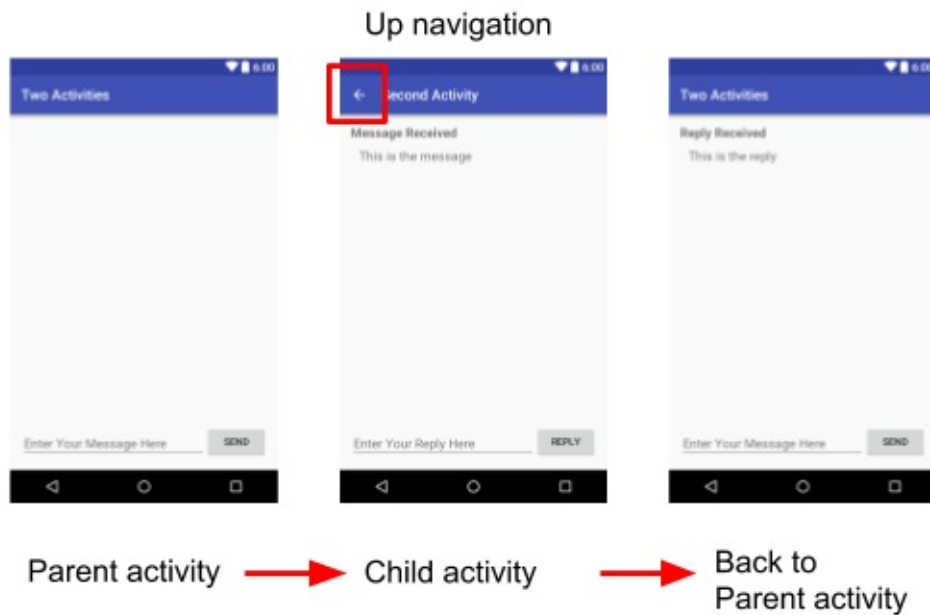 Up navigation
6:00
Two Activities
SEND
Enter Your Message Here
6:00
Second Activity
Message Received
This is the message
Enter Your Reply Here
REPLY
6:00
Two Activities
Reply Received
This is the reply
Enter Your Message Here
SEND
Parent activity
Child activity
Back to
Parent activity